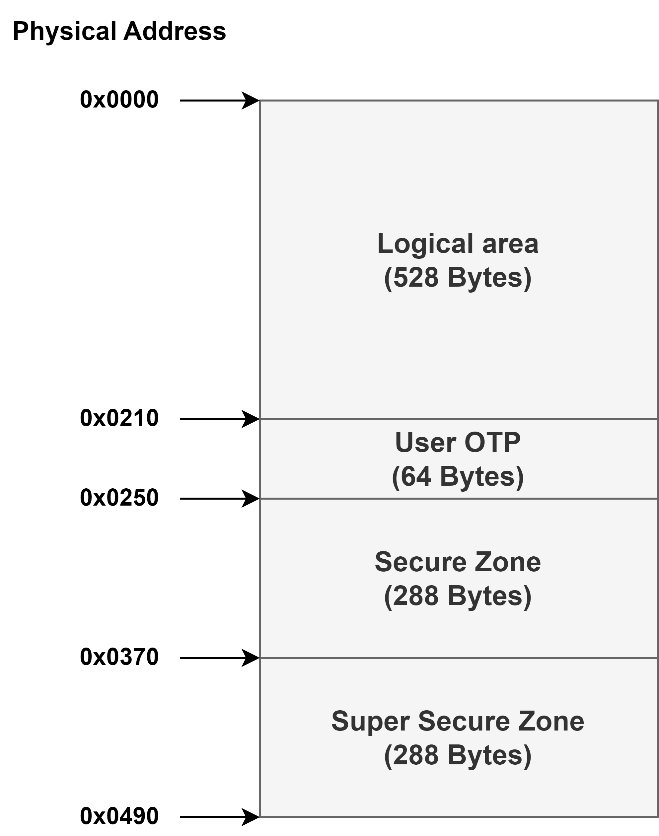 Physical Address
0x0000
Logical area
(528 Bytes)
0x0210
User OTP
(64 Bytes)
0x0250
Secure Zone
(288 Bytes)
0x0370
Super Secure Zone
(288 Bytes)
0x0490